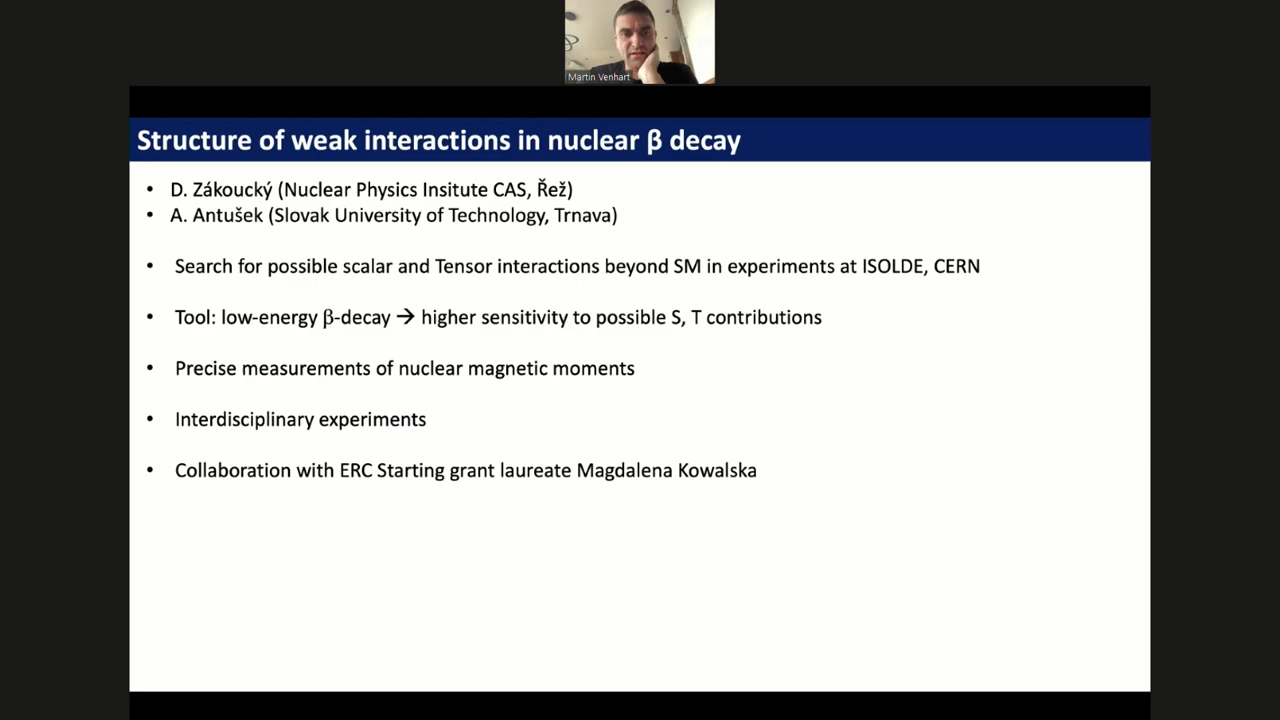 Martin Venhart
Structure of weak interactions in nuclear β decay
• D. Zákoucký (Nuclear Physics Insitute CAS, Řež)
• A. Antušek (Slovak University of Technology, Trnava)
• Search for possible scalar and Tensor interactions beyond SM in experiments at ISOLDE, CERN
• Tool: low-energy β-decay → higher sensitivity to possible S, T contributions
• Precise measurements of nuclear magnetic moments
• Interdisciplinary experiments
• Collaboration with ERC Starting grant laureate Magdalena Kowalska